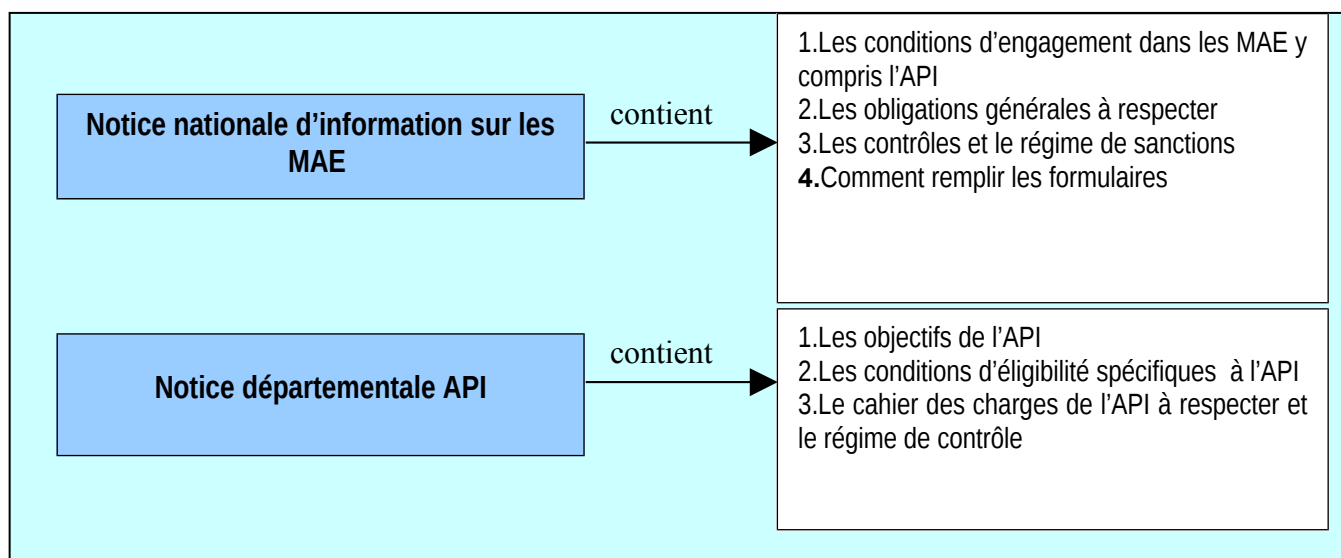 Notice nationale d'information sur les
MAE
contient
1.Les conditions d'engagement dans les MAE y
compris l'API
2.Les obligations générales à respecter
3.Les contrôles et le régime de sanctions
4.Comment remplir les formulaires
Notice départementale API
contient
1.Les objectifs de l'API
2.Les conditions d'éligibilité spécifiques à l'API
3.Le cahier des charges de l'API à respecter et
le régime de contrôle